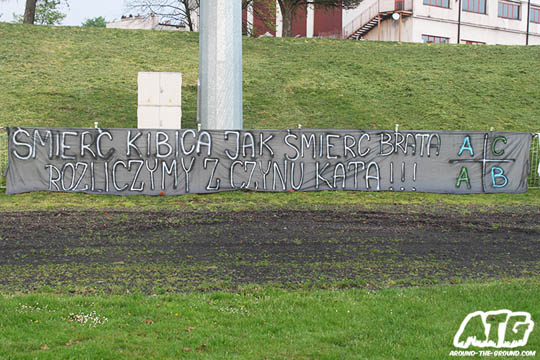 ŚMIERĆ KIBICA JAK ŚMIERĆ BRATA
ROZLICZYMY Z CZYNU KATA!!!
A C
A B
ATG
AROUND-THE-GROUND.COM